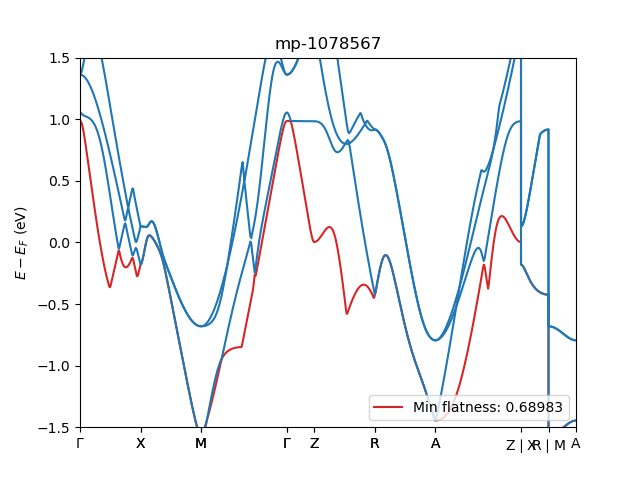 mp-1078567
E − E_F (eV)
1.5
1.0
0.5
0.0
−0.5
−1.0
−1.5
Min flatness: 0.68983
Γ X M Γ Z R A Z | X R | M A